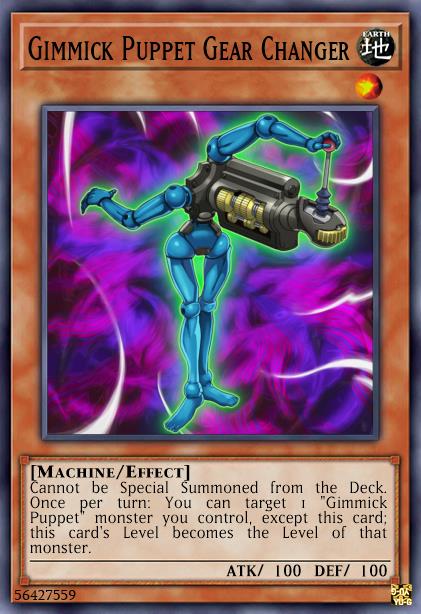 Gimmick Puppet Gear Changer
EARTH
地
[Machine/Effect]
Cannot be Special Summoned from the Deck.
Once per turn: You can target 1 "Gimmick
Puppet" monster you control, except this card;
this card's Level becomes the Level of that
monster.
ATK/ 100 DEF/ 100
56427559